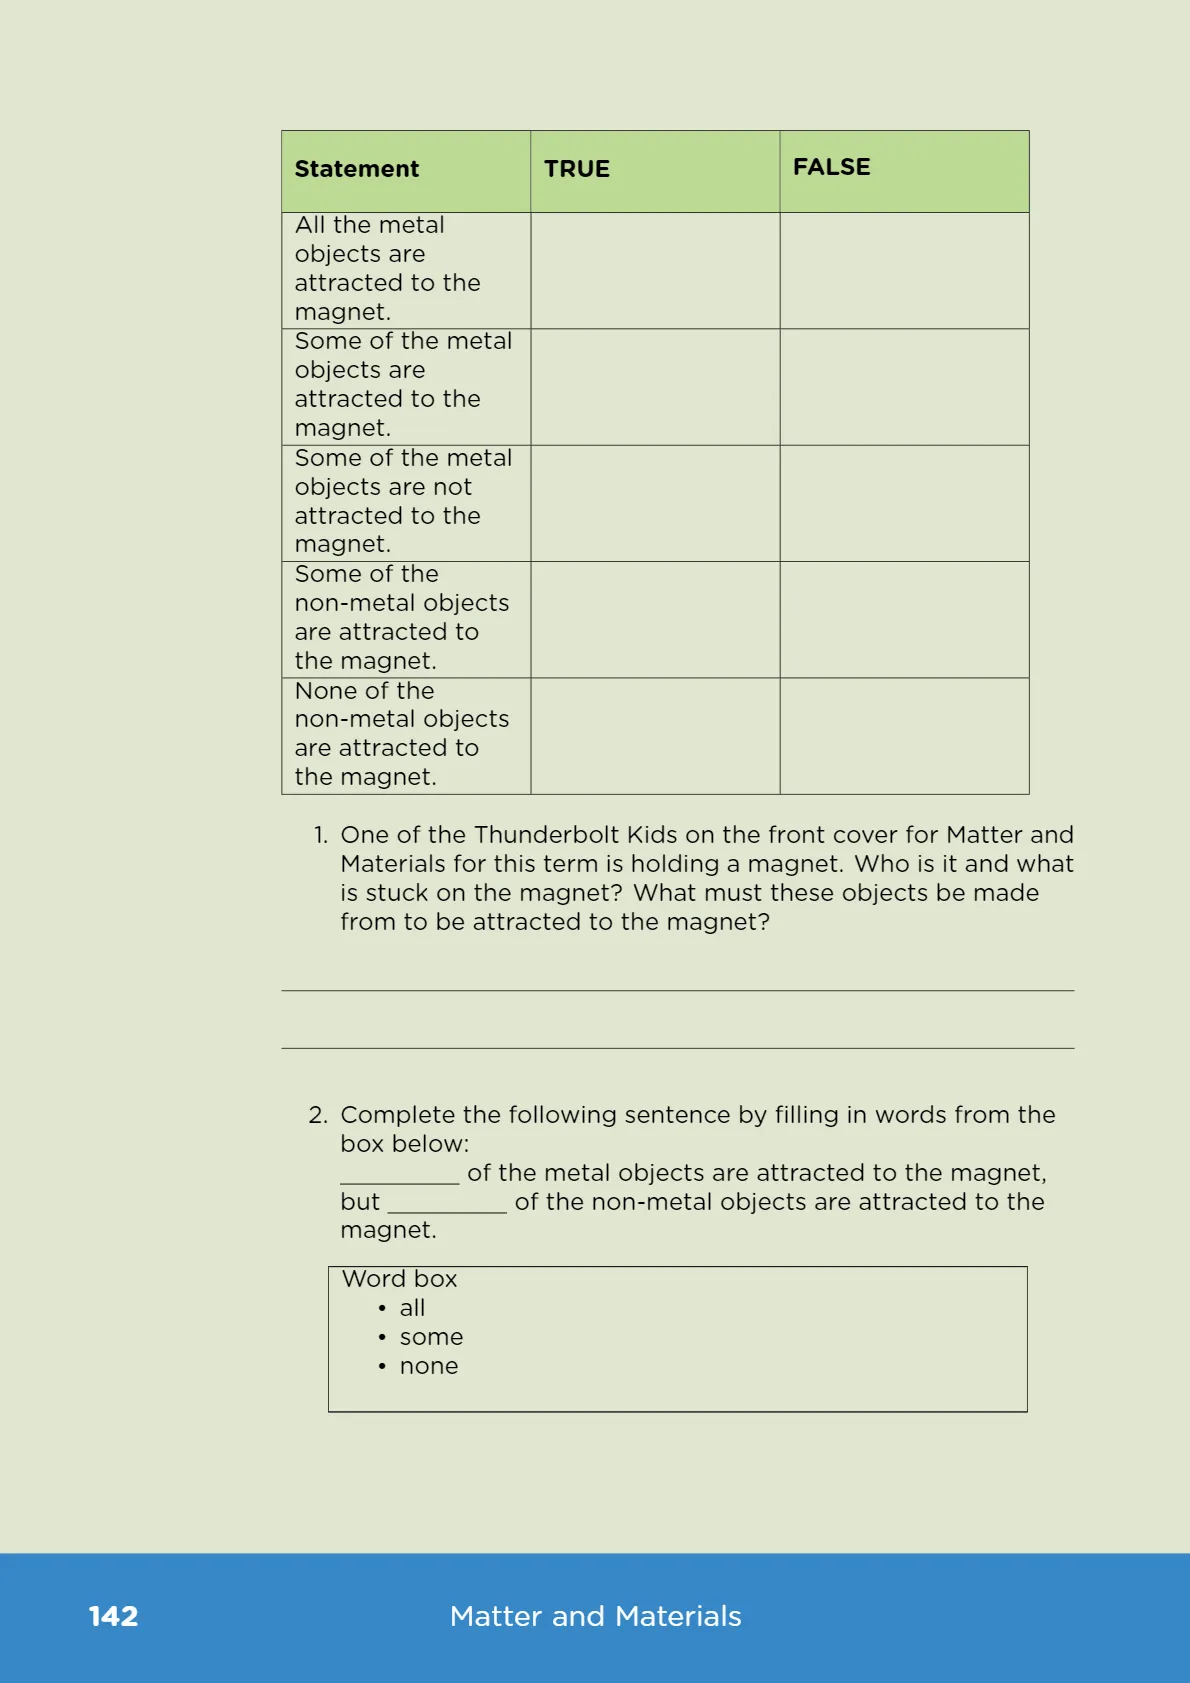 Statement
TRUE
FALSE
All the metal
objects are
attracted to the
magnet.
Some of the metal
objects are
attracted to the
magnet.
Some of the metal
objects are not
attracted to the
magnet.
Some of the
non-metal objects
are attracted to
the magnet.
None of the
non-metal objects
are attracted to
the magnet.
1. One of the Thunderbolt Kids on the front cover for Matter and
Materials for this term is holding a magnet. Who is it and what
is stuck on the magnet? What must these objects be made
from to be attracted to the magnet?
2. Complete the following sentence by filling in words from the
box below:
__________ of the metal objects are attracted to the magnet,
but __________ of the non-metal objects are attracted to the
magnet.
Word box
• all
• some
• none
142
Matter and Materials